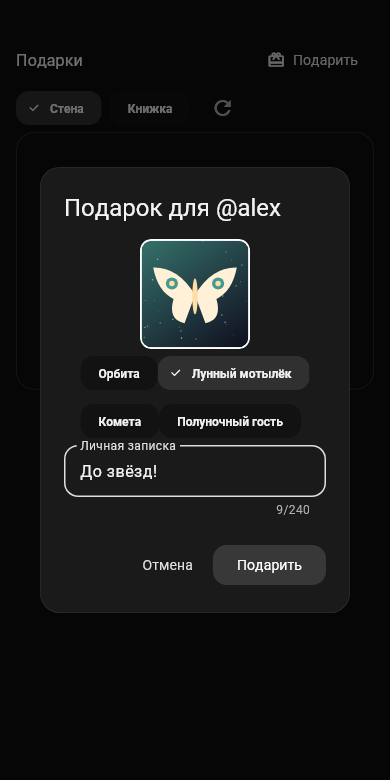 Подарки
Подарить
Стена
Книжка
Подарок для @alex
Орбита
Лунный мотылёк
Комета
Полуночный гость
Личная записка
До звёзд!
9/240
Отмена
Подарить